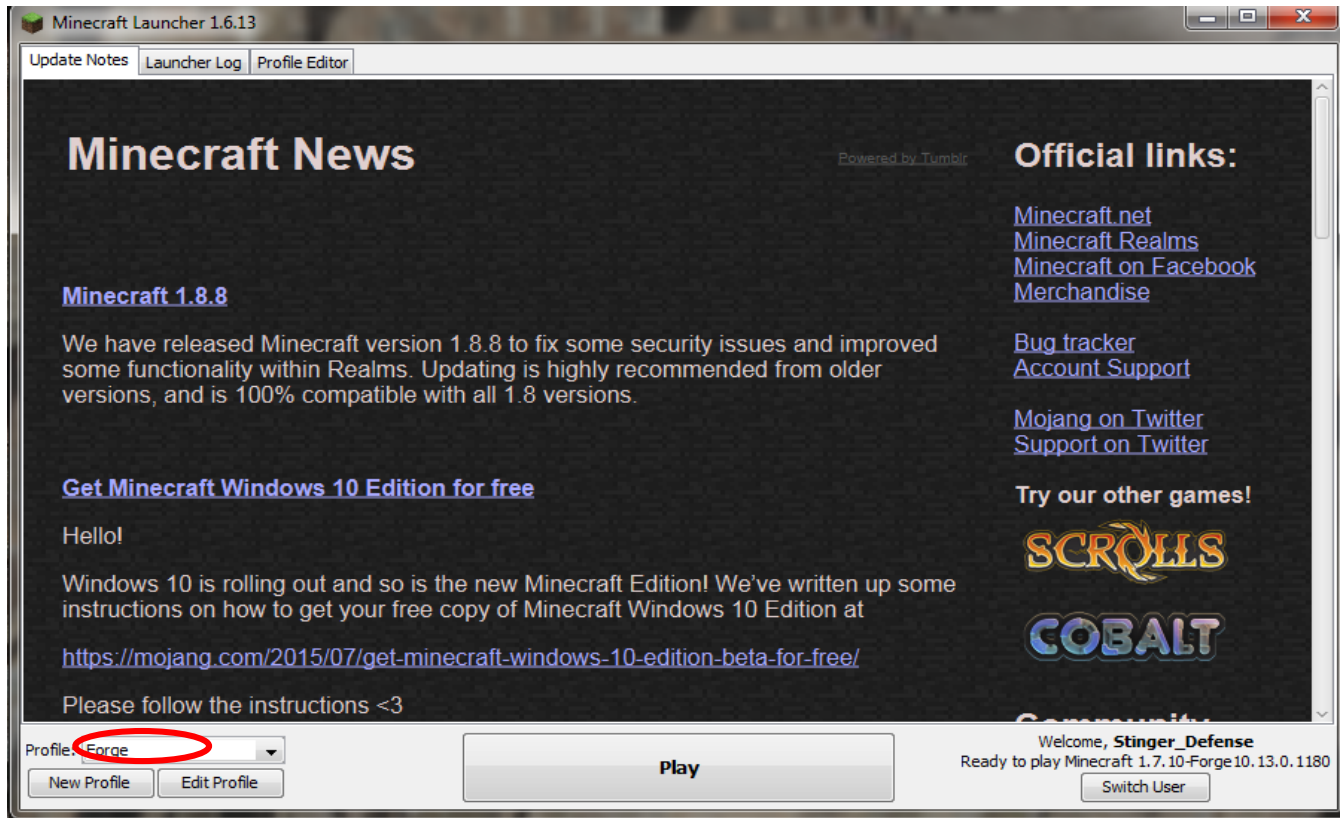 Minecraft Launcher 1.6.13
Update Notes Launcher Log Profile Editor
Minecraft News
Powered by Tumblr
Minecraft 1.8.8
We have released Minecraft version 1.8.8 to fix some security issues and improved
some functionality within Realms. Updating is highly recommended from older
versions, and is 100% compatible with all 1.8 versions.
Get Minecraft Windows 10 Edition for free
Hello!
Windows 10 is rolling out and so is the new Minecraft Edition! We've written up some
instructions on how to get your free copy of Minecraft Windows 10 Edition at
https://mojang.com/2015/07/get-minecraft-windows-10-edition-beta-for-free/
Please follow the instructions <3
Official links:
Minecraft.net
Minecraft Realms
Minecraft on Facebook
Merchandise
Bug tracker
Account Support
Mojang on Twitter
Support on Twitter
Try our other games!
SCROLLS
COBALT
Community
Profile: Forge
New Profile Edit Profile
Play
Welcome, Stinger_Defense
Ready to play Minecraft 1.7.10-Forge10.13.0.1180
Switch User